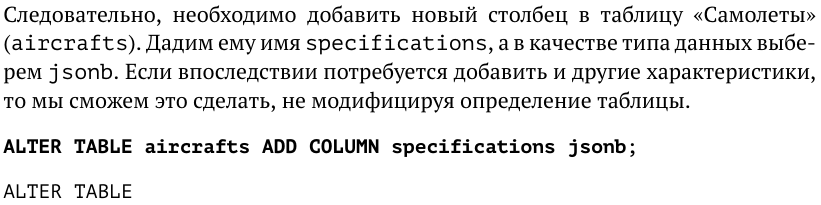 Следовательно, необходимо добавить новый столбец в таблицу «Самолеты»
(aircrafts). Дадим ему имя specifications, а в качестве типа данных выбе-
рем jsonb. Если впоследствии потребуется добавить и другие характеристики,
то мы сможем это сделать, не модифицируя определение таблицы.
ALTER TABLE aircrafts ADD COLUMN specifications jsonb;
ALTER TABLE